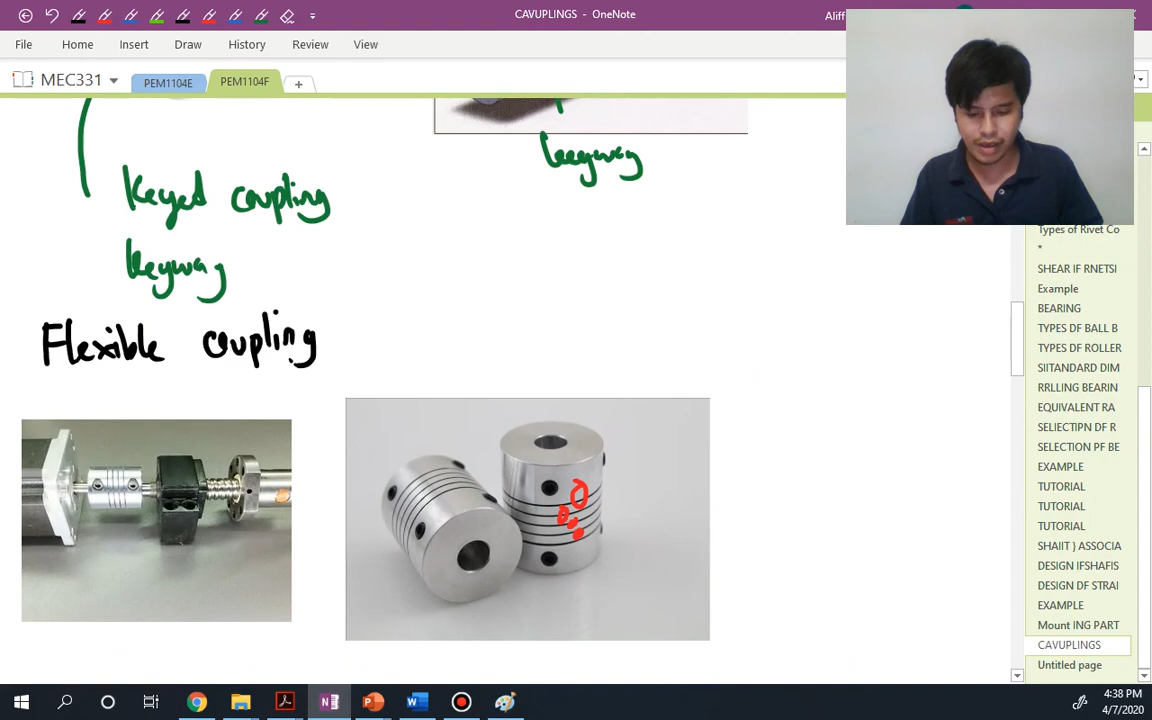 CAVUPLINGS - OneNote
Aliff
File Home Insert Draw History Review View
MEC331
PEM1104E
PEM1104F
keyway
Keyed coupling
keyway
Flexible coupling
Types of Rivet Co
*
SHEAR IF RNETSI
Example
BEARING
TYPES DF BALL B
TYPES DF ROLLER
SIITANDARD DIM
RRLLING BEARIN
EQUIVALENT RA
SELIECTIPN DF R
SELECTION PF BE
EXAMPLE
TUTORIAL
TUTORIAL
TUTORIAL
SHAIIT } ASSOCIA
DESIGN IFSHAFIS
DESIGN DF STRAI
EXAMPLE
Mount ING PART
CAVUPLINGS
Untitled page
4:38 PM
4/7/2020